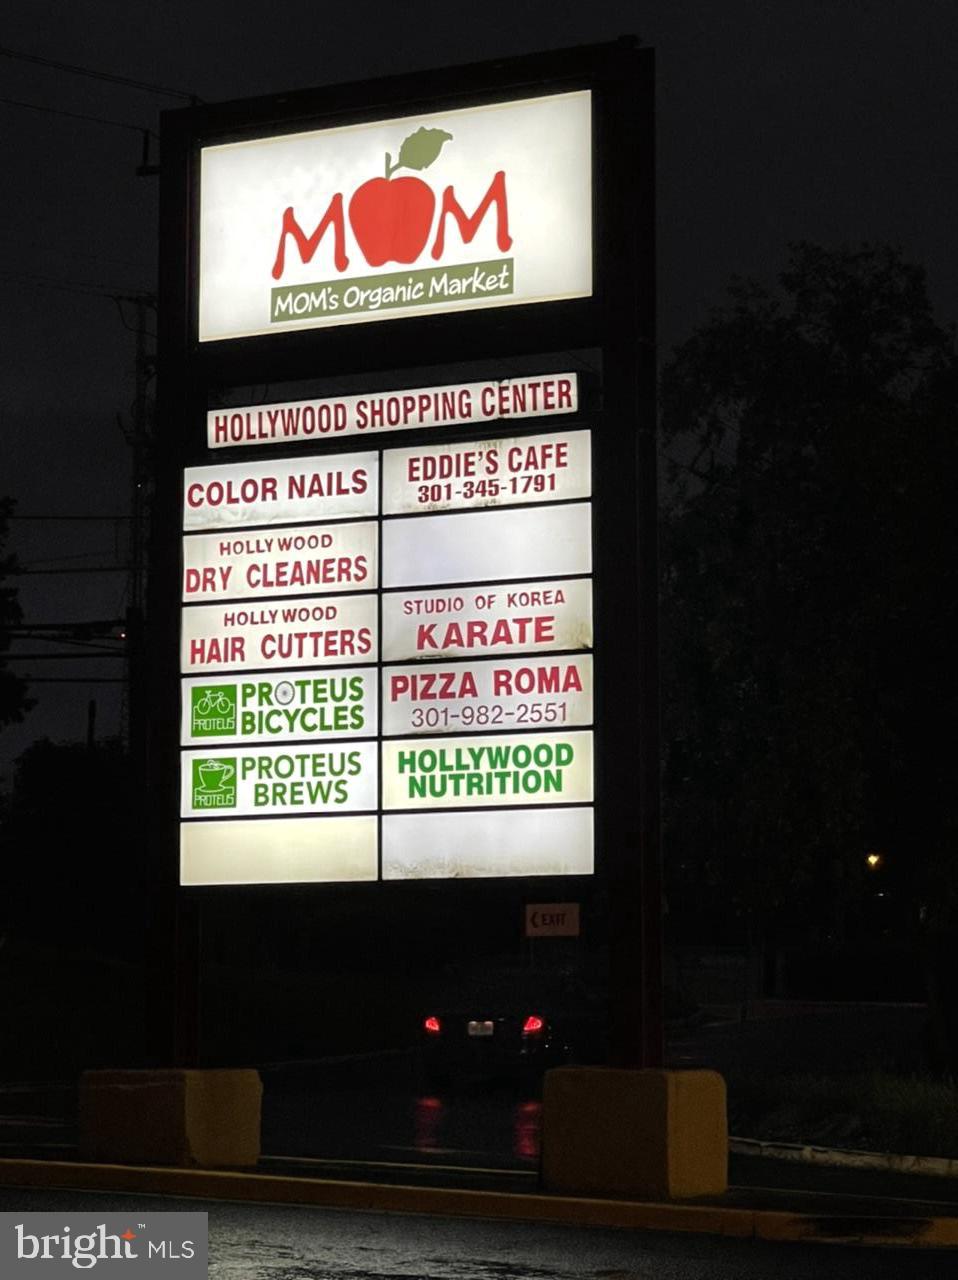 MOM
MOM's Organic Market
HOLLYWOOD SHOPPING CENTER
COLOR NAILS
EDDIE'S CAFE
301-345-1791
HOLLYWOOD
DRY CLEANERS
HOLLYWOOD
HAIR CUTTERS
STUDIO OF KOREA
KARATE
PROTEUS
PROTEUS
BICYCLES
PIZZA ROMA
301-982-2551
PROTEUS
PROTEUS
BREWS
HOLLYWOOD
NUTRITION
EXIT
bright™ MLS